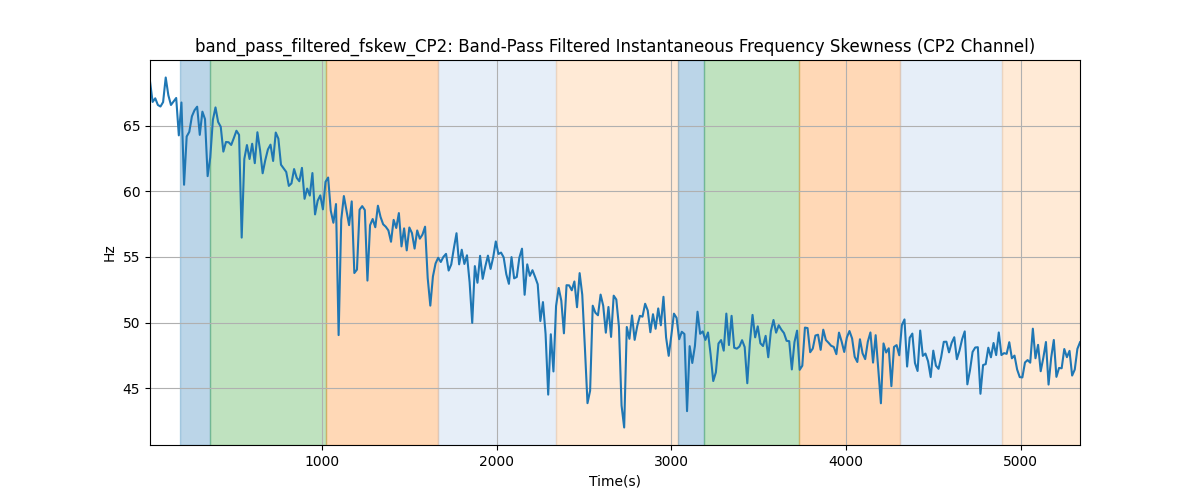 band_pass_filtered_fskew_CP2: Band-Pass Filtered Instantaneous Frequency Skewness (CP2 Channel)
65
60
55
50
45
Hz
1000 2000 3000 4000 5000
Time(s)